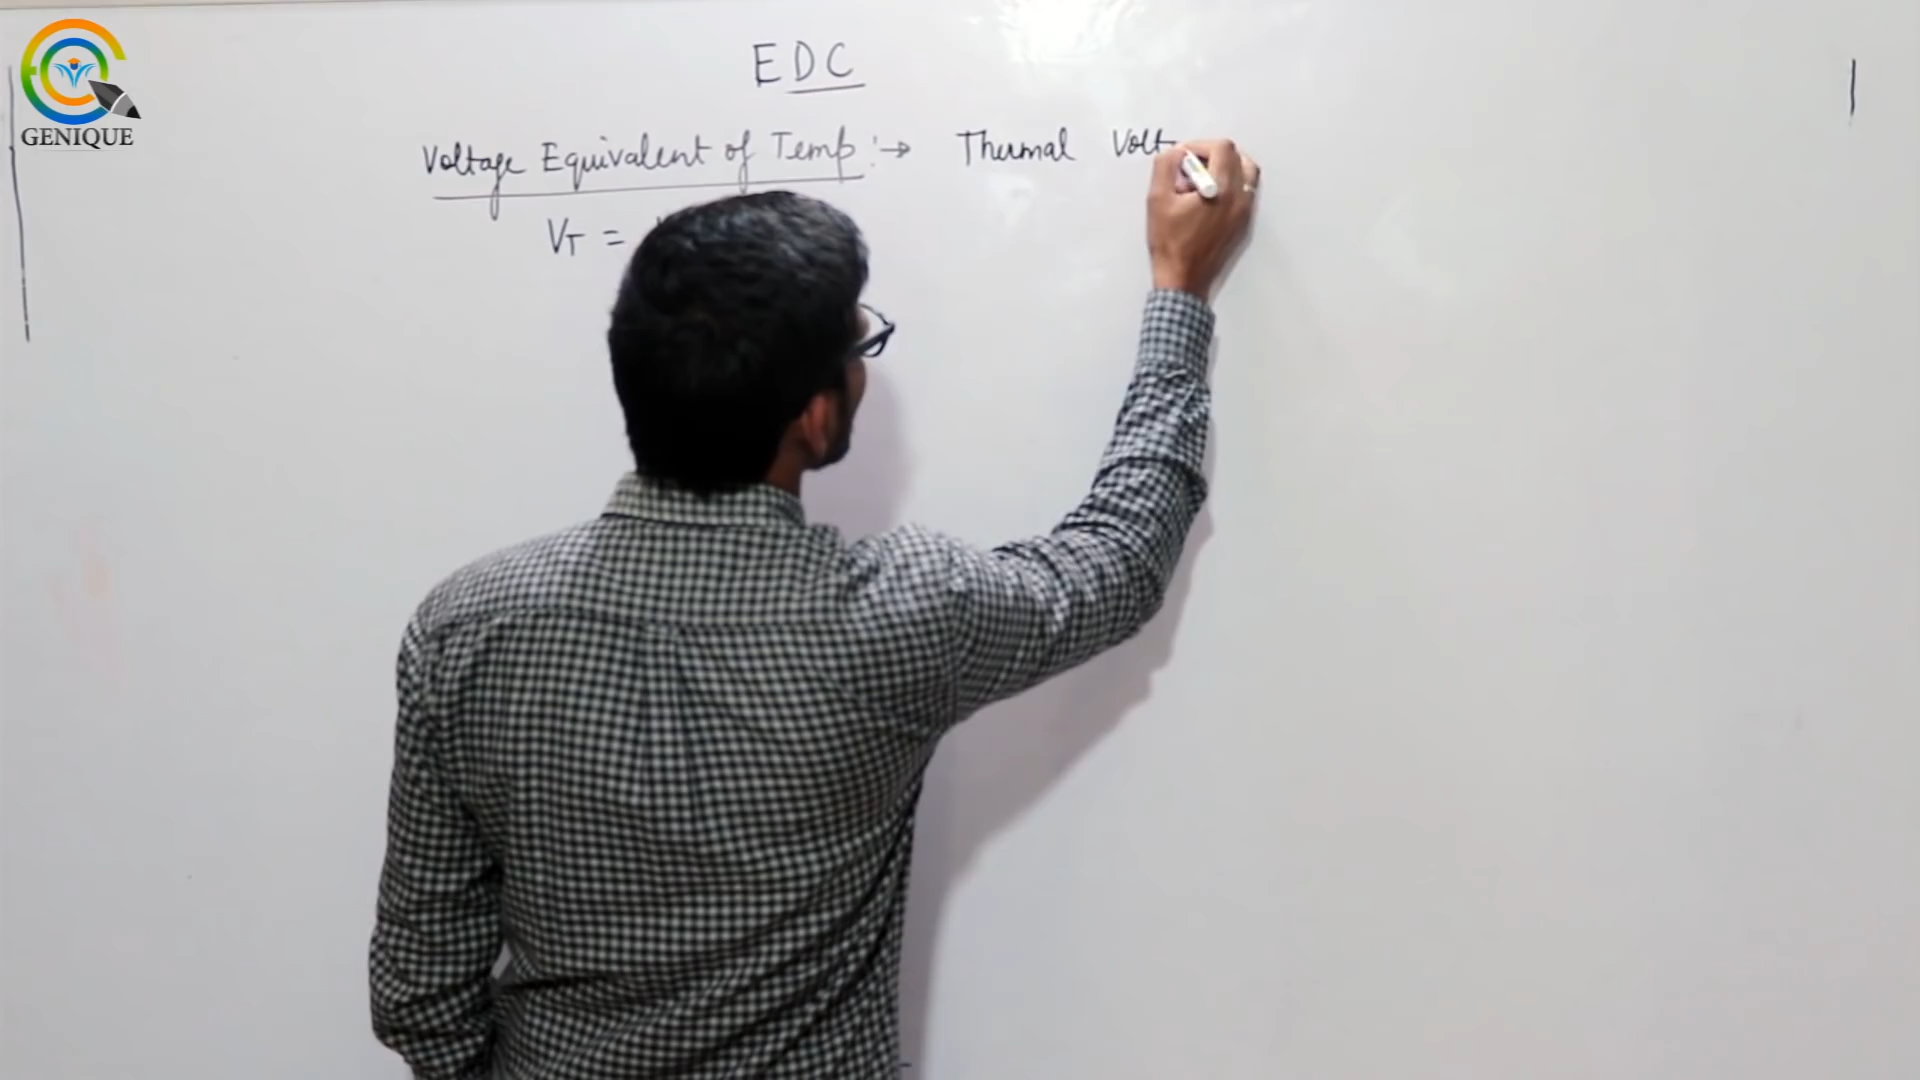 GENIQUE
EDC
Voltage Equivalent of Temp :→ Thermal Volt
V_T =